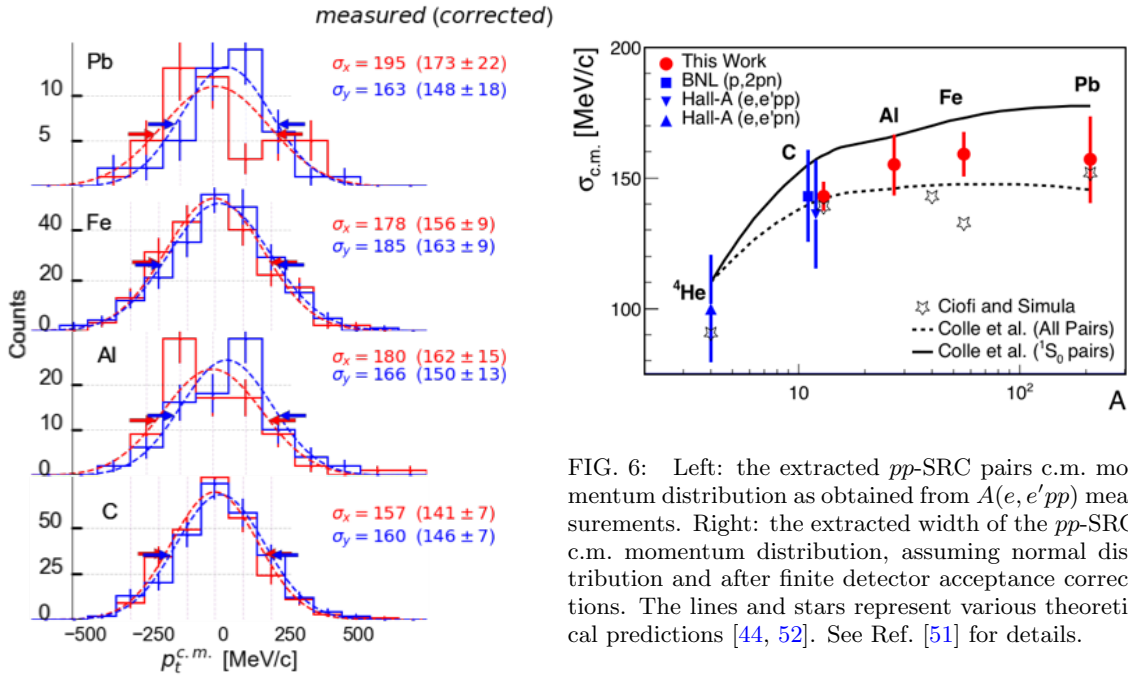 measured (corrected)
Pb
σx = 195 (173 ± 22)
σy = 163 (148 ± 18)
10
5
Fe
σx = 178 (156 ± 9)
σy = 185 (163 ± 9)
40
20
0
Counts
Al
σx = 180 (162 ± 15)
σy = 166 (150 ± 13)
20
10
0
C
σx = 157 (141 ± 7)
σy = 160 (146 ± 7)
50
25
0
−500 −250 0 250 500
p_t^{c.m.} [MeV/c]
200
150
100
σc.m. [MeV/c]
This Work
BNL (p,2pn)
Hall-A (e,e'pp)
Hall-A (e,e'pn)
⁴He
C
Al
Fe
Pb
Ciofi and Simula
Colle et al. (All Pairs)
Colle et al. (¹S₀ pairs)
10 10²
A
FIG. 6: Left: the extracted pp-SRC pairs c.m. mo-
mentum distribution as obtained from A(e, e′pp) mea-
surements. Right: the extracted width of the pp-SRC
c.m. momentum distribution, assuming normal dis-
tribution and after finite detector acceptance correc-
tions. The lines and stars represent various theoreti-
cal predictions [44, 52]. See Ref. [51] for details.